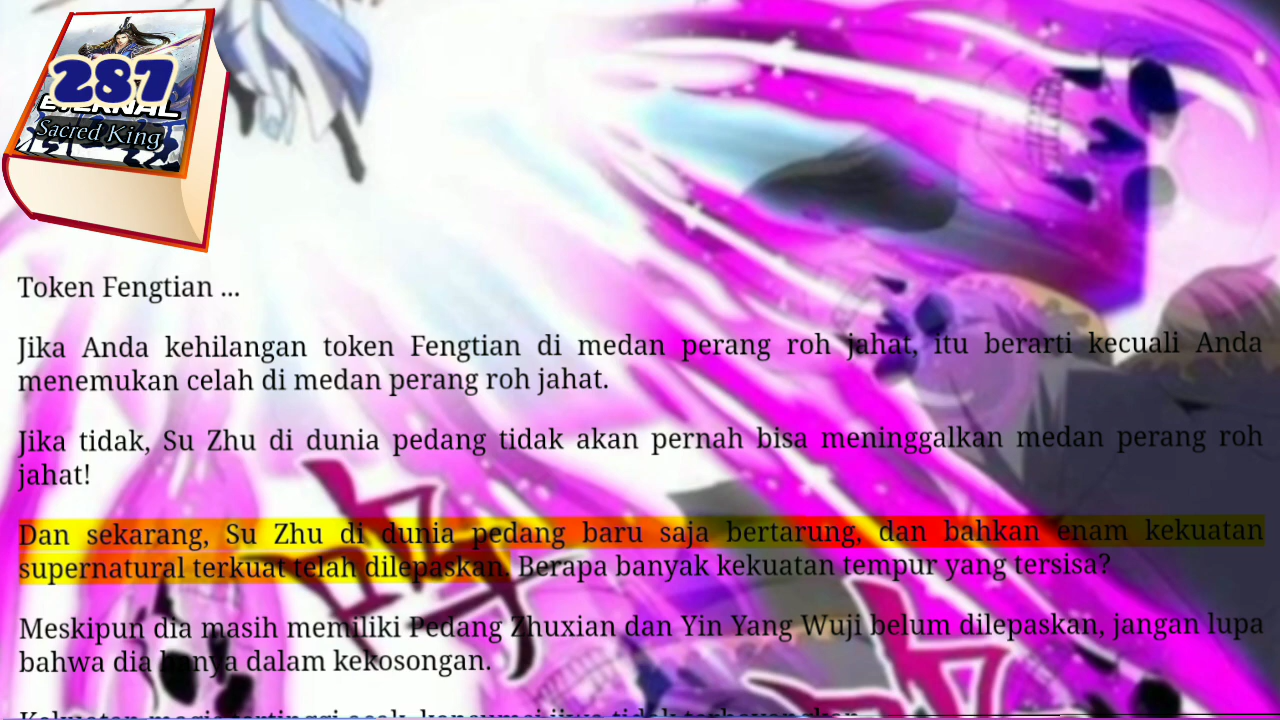 287
ETERNAL
Sacred King
Token Fengtian ...
Jika Anda kehilangan token Fengtian di medan perang roh jahat, itu berarti kecuali Anda
menemukan celah di medan perang roh jahat.
Jika tidak, Su Zhu di dunia pedang tidak akan pernah bisa meninggalkan medan perang roh
jahat!
Dan sekarang, Su Zhu di dunia pedang baru saja bertarung, dan bahkan enam kekuatan
supernatural terkuat telah dilepaskan. Berapa banyak kekuatan tempur yang tersisa?
Meskipun dia masih memiliki Pedang Zhuxian dan Yin Yang Wuji belum dilepaskan, jangan lupa
bahwa dia hanya dalam kekosongan.